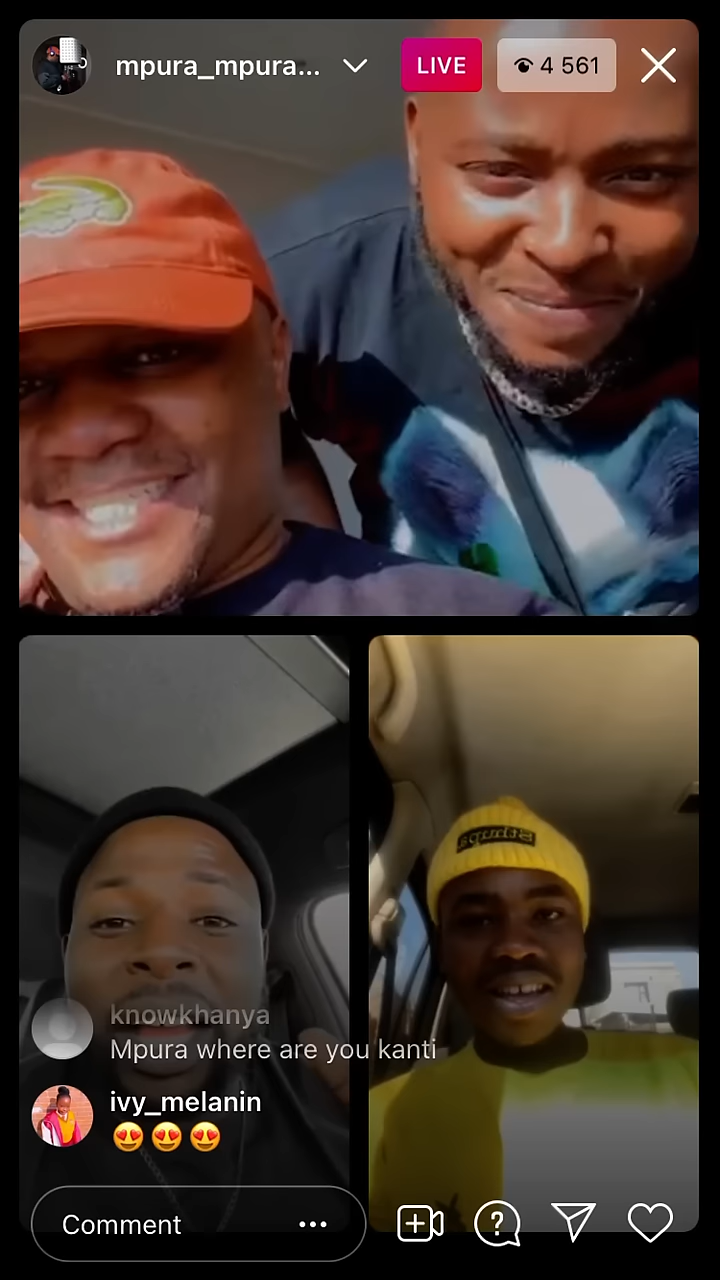 mpura_mpura...
LIVE
4 561
knowkhanya
Mpura where are you kanti
ivy_melanin
😍😍😍
Comment